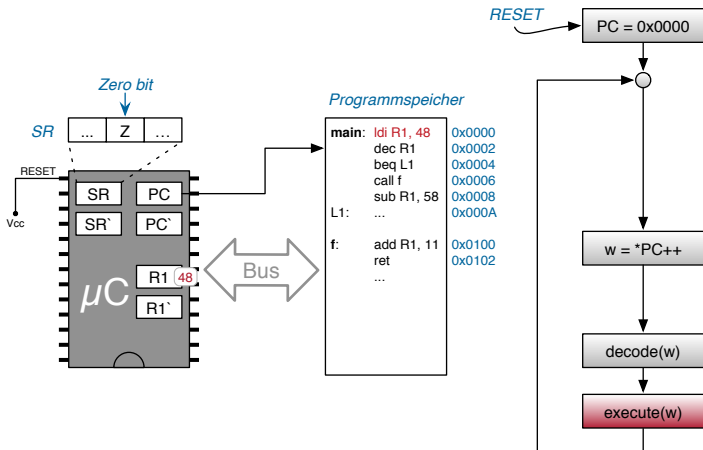 RESET
PC = 0x0000
Zero bit
Programmspeicher
SR
... Z ...
main: ldi R1, 48 0x0000
dec R1 0x0002
beq L1 0x0004
call f 0x0006
sub R1, 58 0x0008
L1: ... 0x000A
f: add R1, 11 0x0100
ret 0x0102
...
RESET
Vcc
SR PC
SR` PC`
R1 48
R1`
µC
Bus
w = *PC++
decode(w)
execute(w)